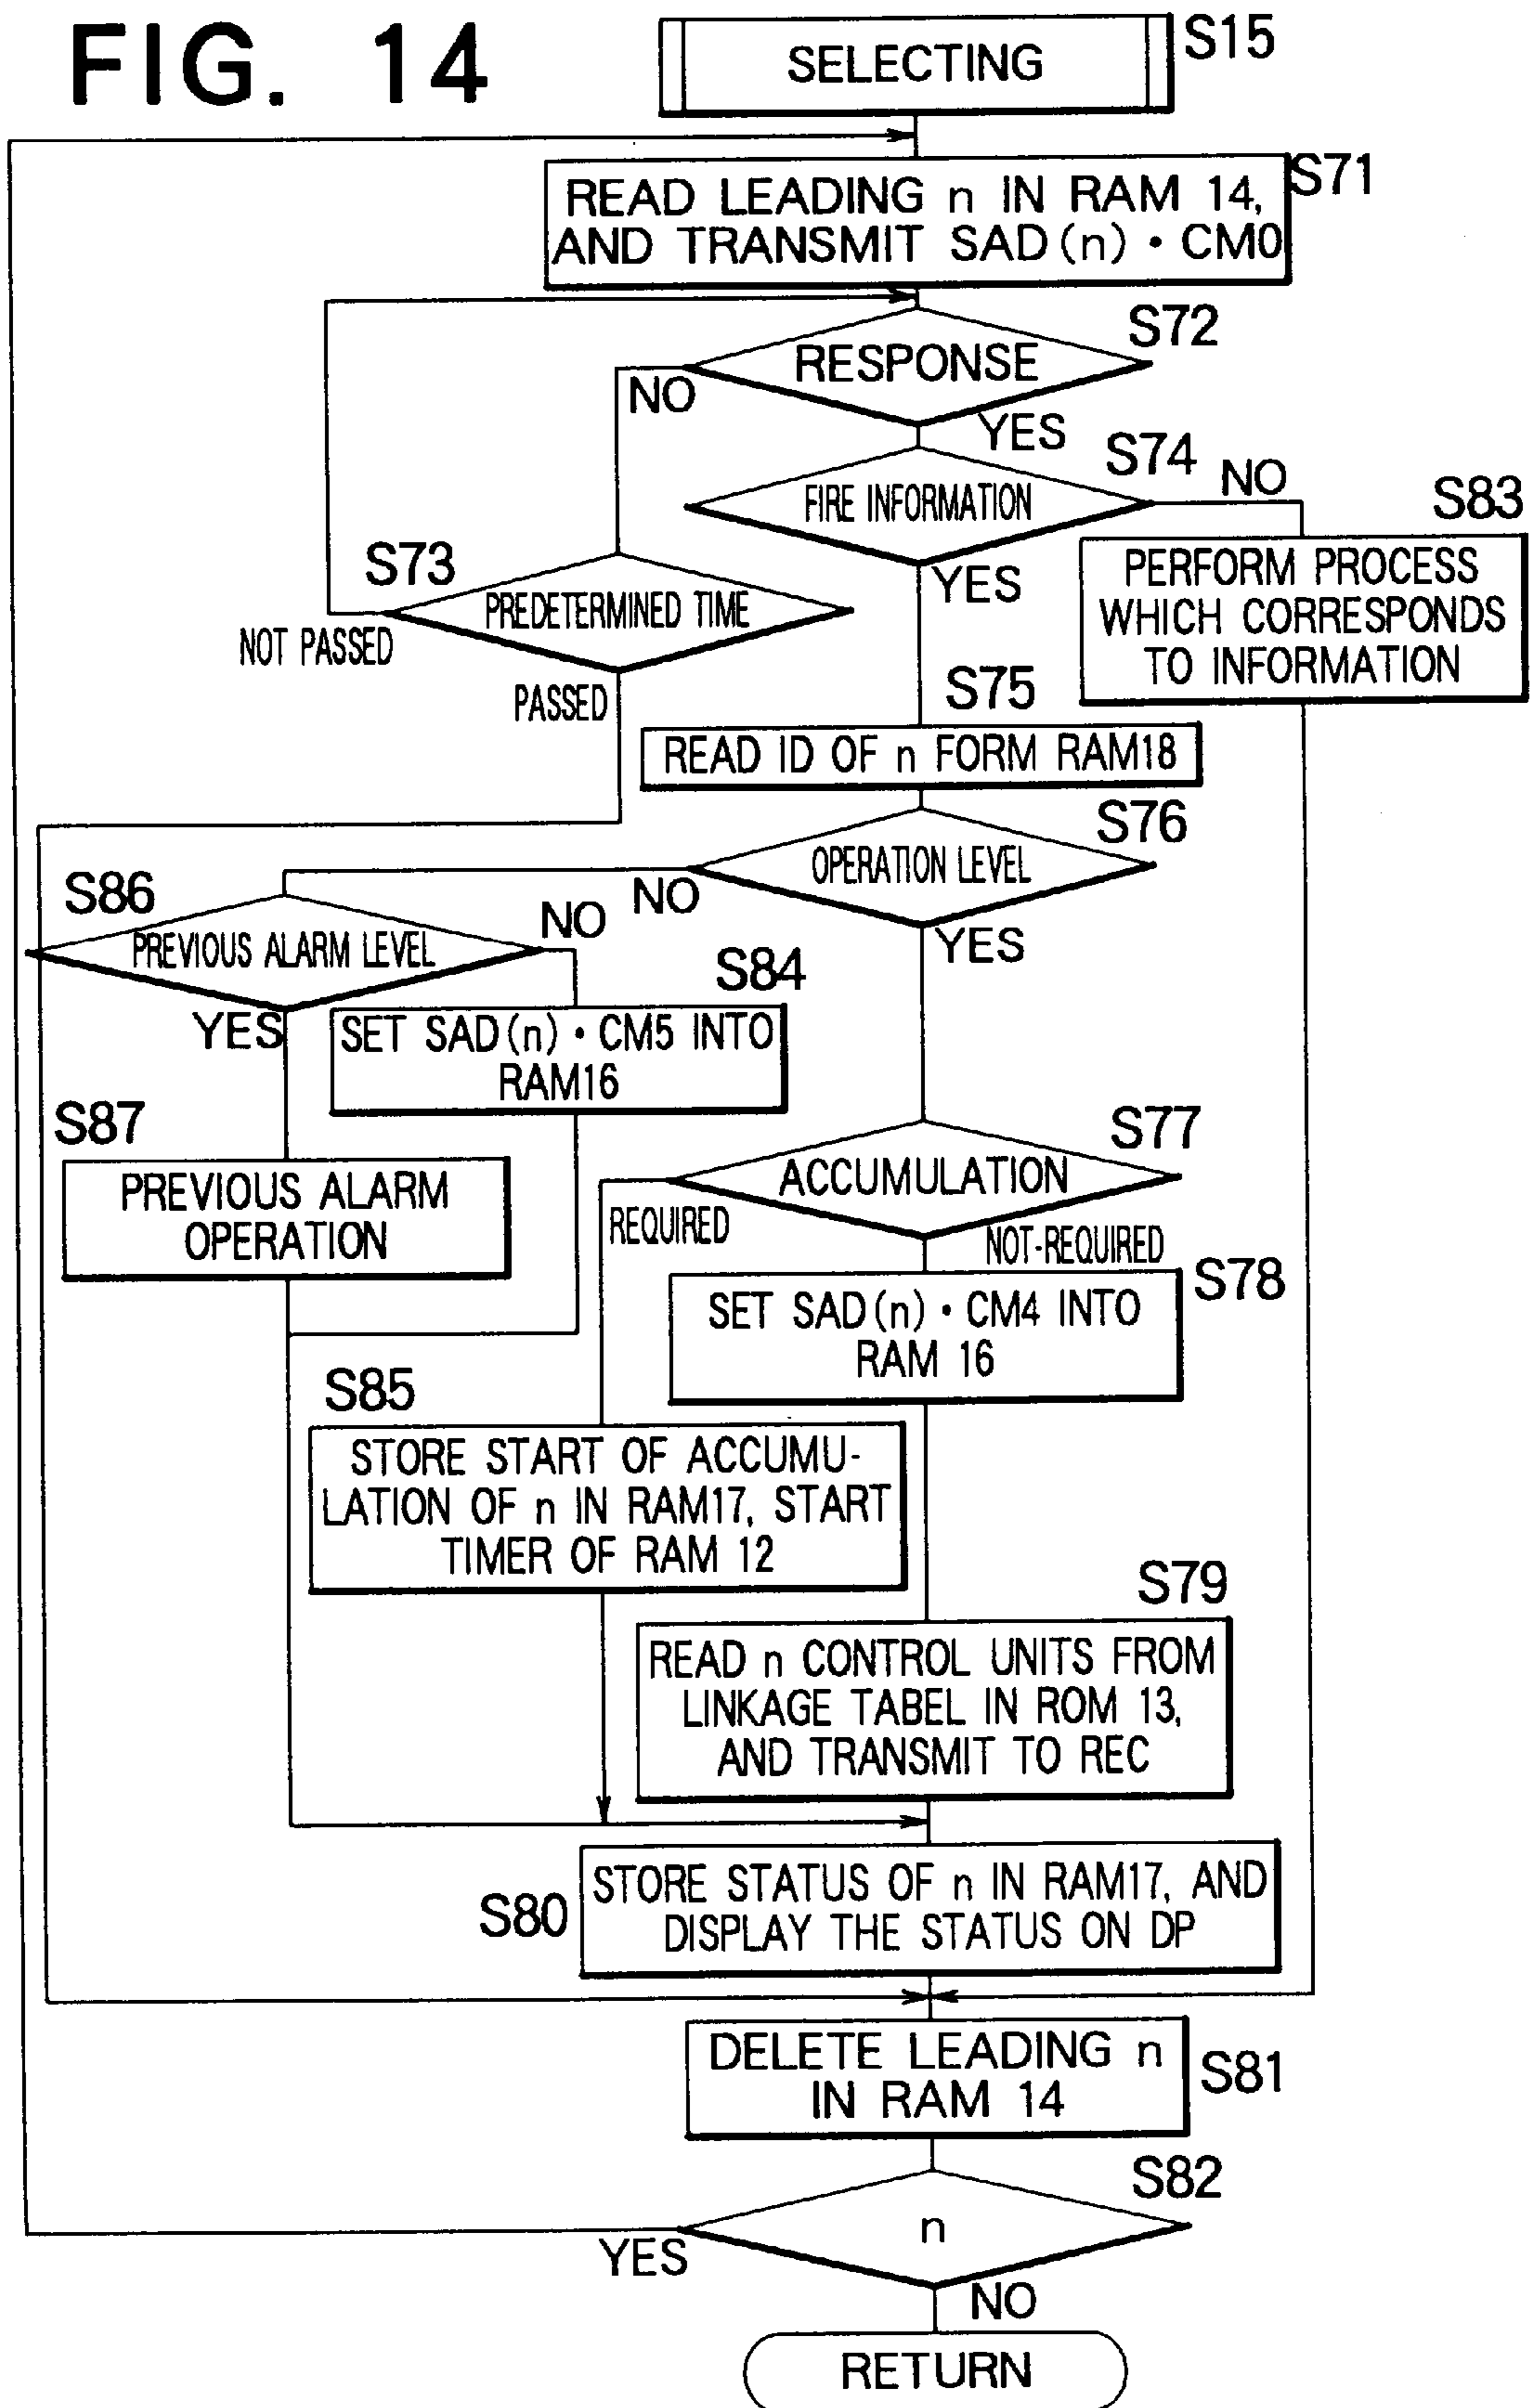 FIG. 14
SELECTING
S15
S71
READ LEADING n IN RAM 14,
AND TRANSMIT SAD(n)・CM0
S72
RESPONSE
NO
YES
S74
NO
FIRE INFORMATION
S83
YES
PERFORM PROCESS
WHICH CORRESPONDS
TO INFORMATION
S73
PREDETERMINED TIME
NOT PASSED
PASSED
S75
READ ID OF n FORM RAM18
S76
OPERATION LEVEL
NO
YES
S86
PREVIOUS ALARM LEVEL
NO
YES
S84
SET SAD(n)・CM5 INTO
RAM16
S87
PREVIOUS ALARM
OPERATION
S77
ACCUMULATION
REQUIRED
NOT-REQUIRED
S78
SET SAD(n)・CM4 INTO
RAM 16
S85
STORE START OF ACCUMU-
LATION OF n IN RAM17, START
TIMER OF RAM 12
S79
READ n CONTROL UNITS FROM
LINKAGE TABEL IN ROM 13,
AND TRANSMIT TO REC
S80
STORE STATUS OF n IN RAM17, AND
DISPLAY THE STATUS ON DP
DELETE LEADING n
IN RAM 14
S81
S82
n
YES
NO
RETURN